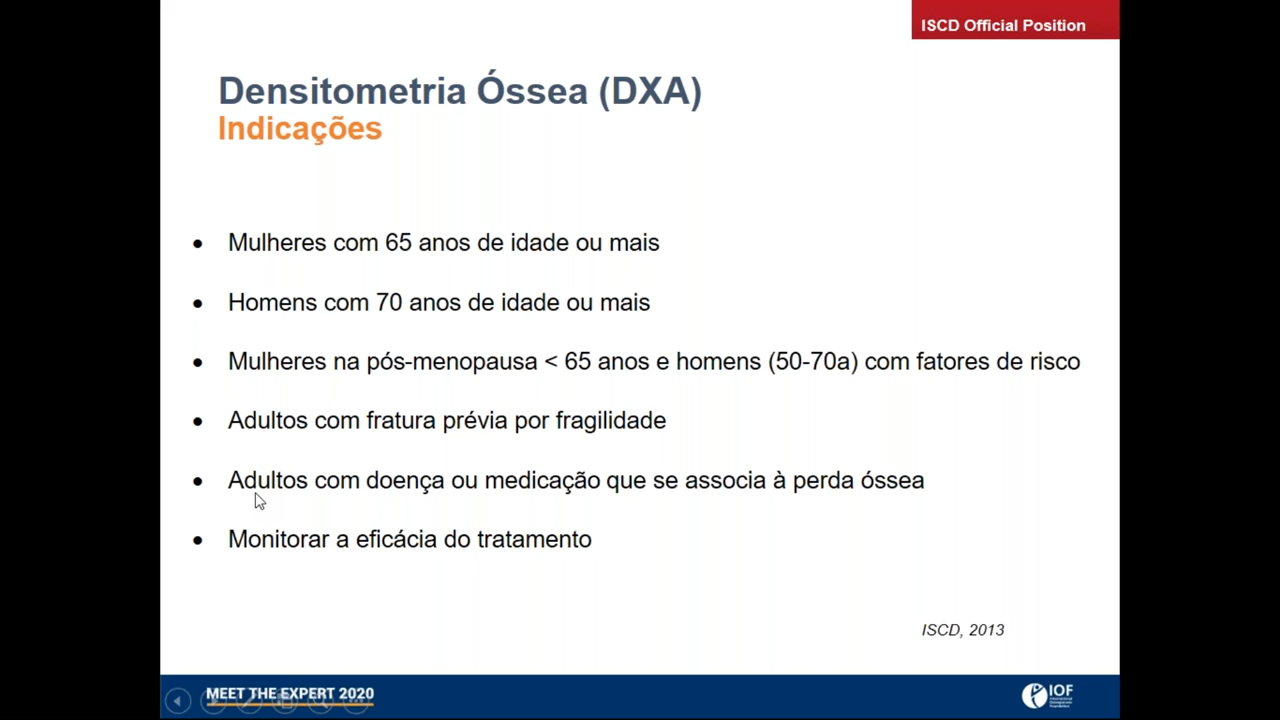 ISCD Official Position
Densitometria Óssea (DXA)
Indicações
• Mulheres com 65 anos de idade ou mais
• Homens com 70 anos de idade ou mais
• Mulheres na pós-menopausa < 65 anos e homens (50-70a) com fatores de risco
• Adultos com fratura prévia por fragilidade
• Adultos com doença ou medicação que se associa à perda óssea
• Monitorar a eficácia do tratamento
ISCD, 2013
MEET THE EXPERT 2020
IOF
International
Osteoporosis
Foundation